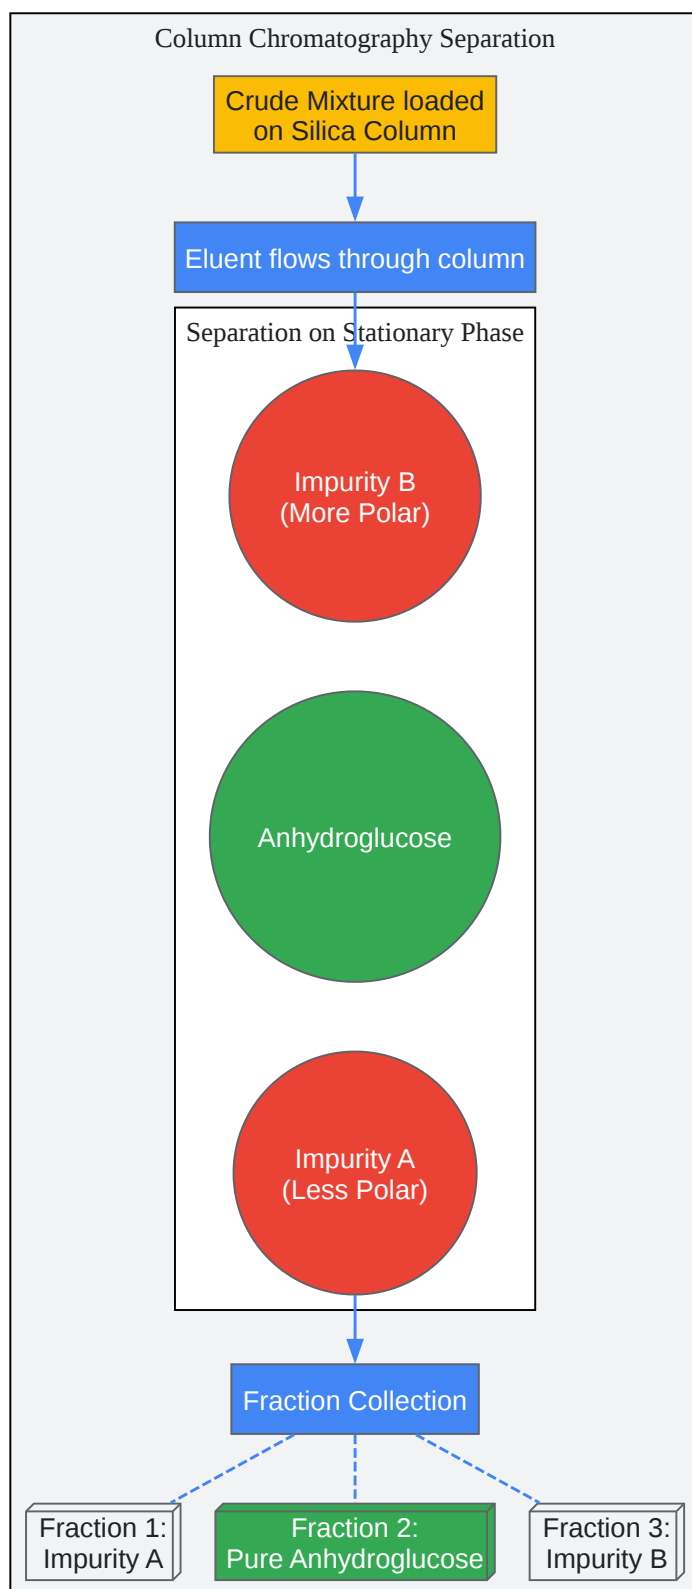 Column Chromatography Separation
Crude Mixture loaded
on Silica Column
Eluent flows through column
Separation on Stationary Phase
Impurity B
(More Polar)
Anhydroglucose
Impurity A
(Less Polar)
Fraction Collection
Fraction 1:
Impurity A
Fraction 2:
Pure Anhydroglucose
Fraction 3:
Impurity B